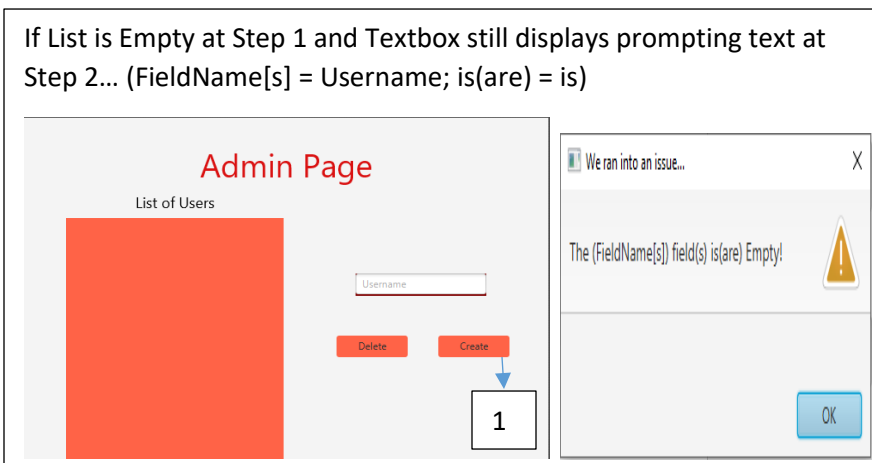 If List is Empty at Step 1 and Textbox still displays prompting text at
Step 2… (FieldName[s] = Username; is(are) = is)
Admin Page
List of Users
Username
Delete
Create
1
We ran into an issue...
X
The (FieldName[s]) field(s) is(are) Empty!
OK